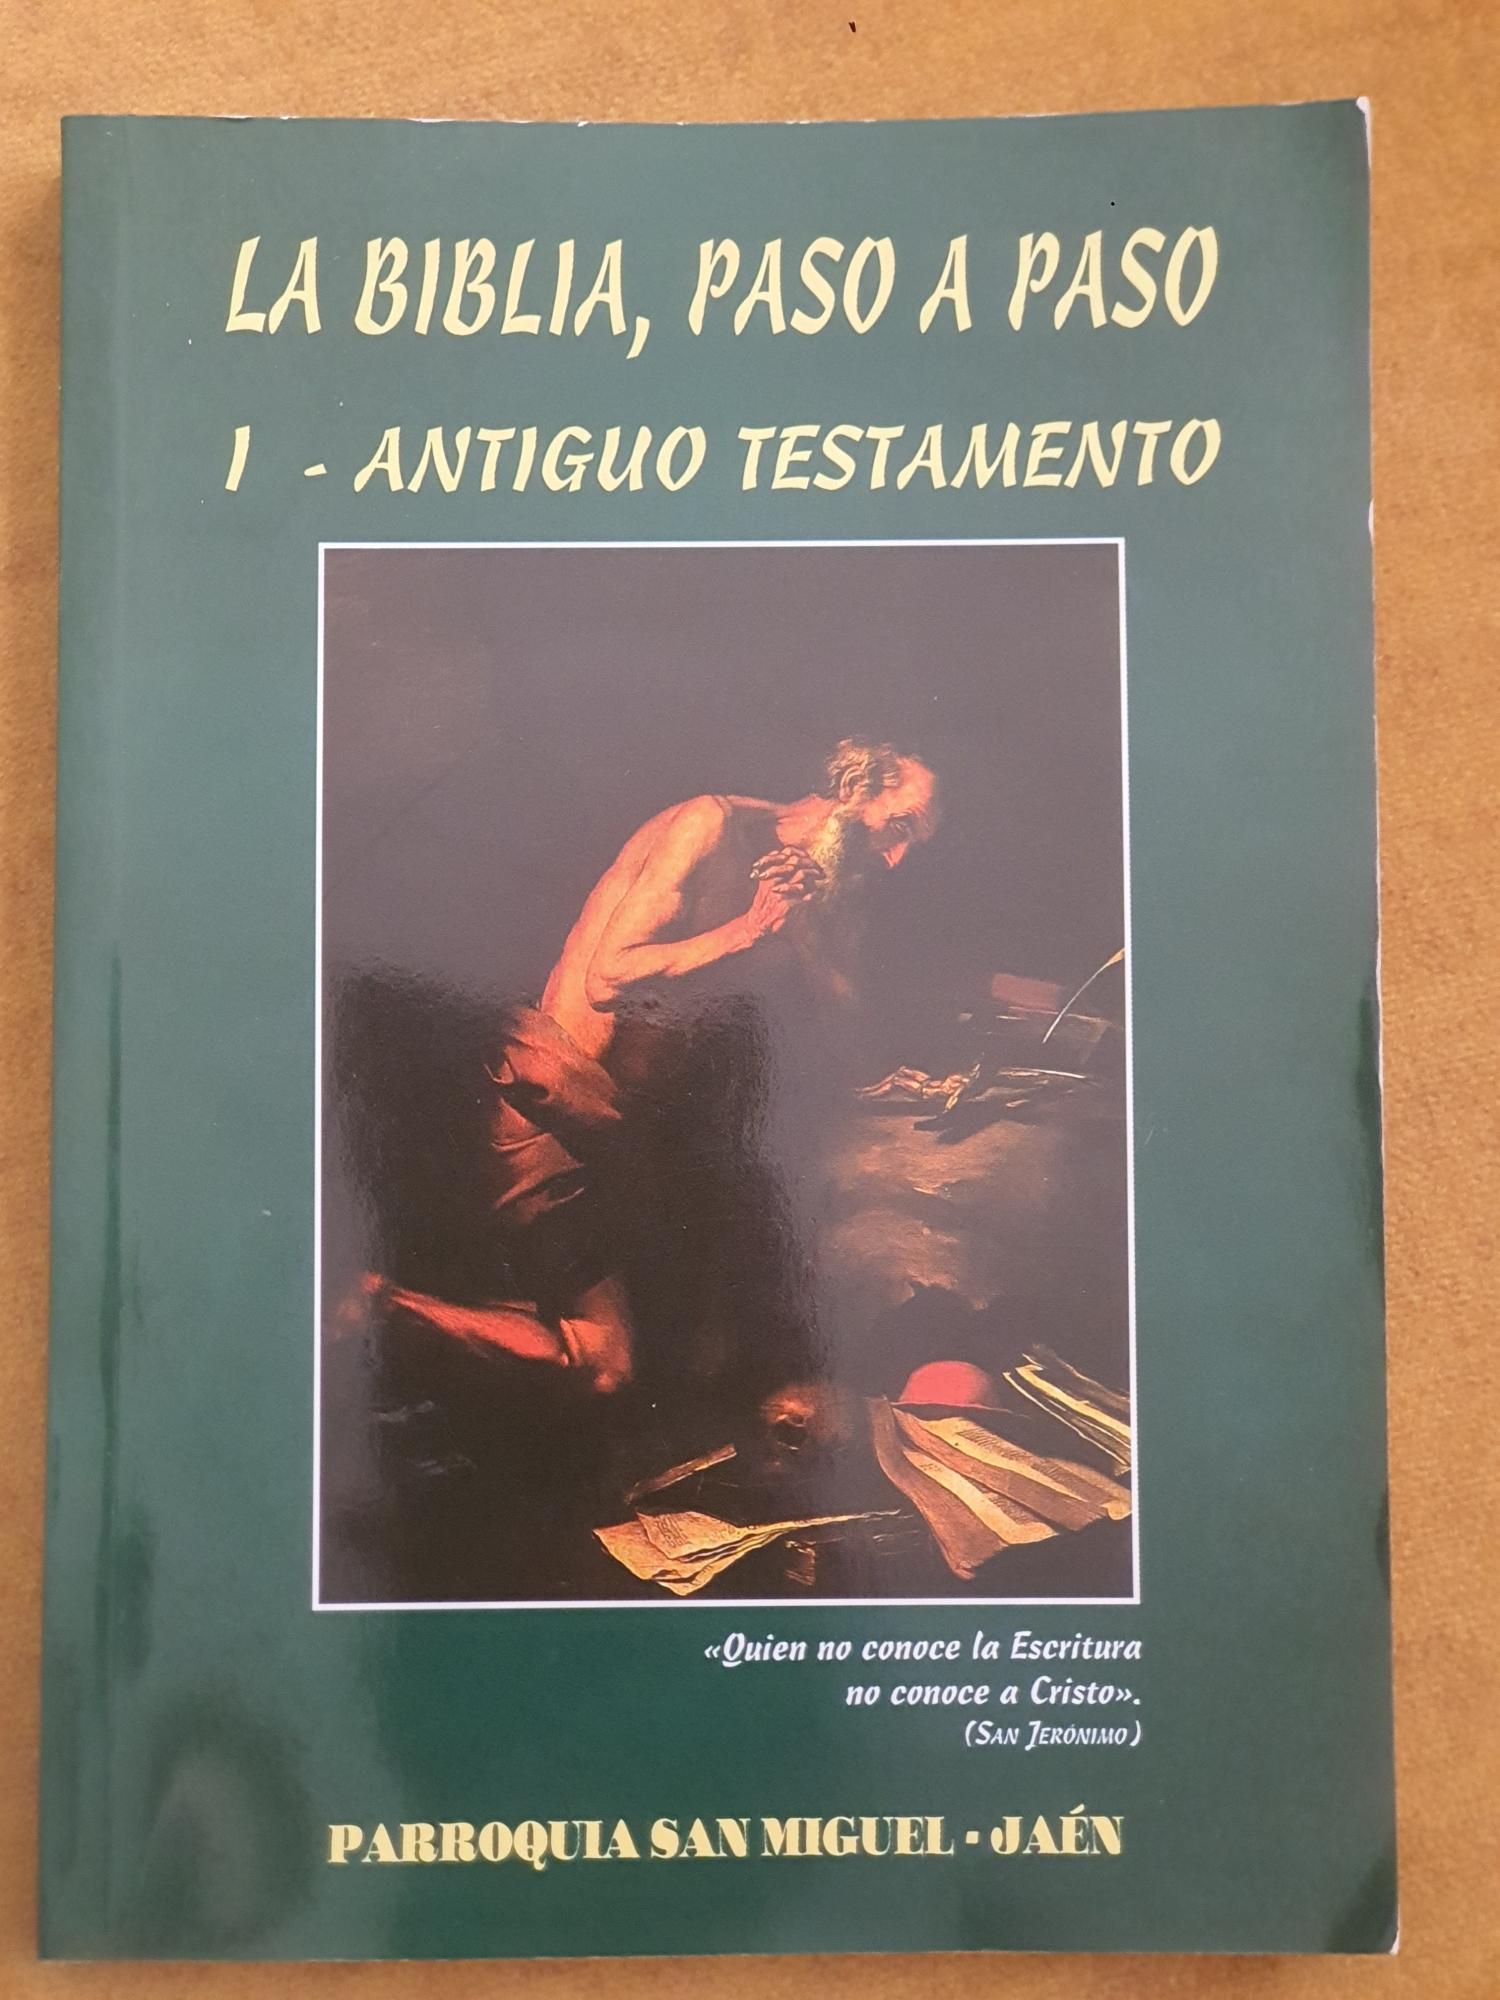 LA BIBLIA, PASO A PASO
I - ANTIGUO TESTAMENTO
«Quien no conoce la Escritura
no conoce a Cristo».
(SAN JERÓNIMO)
PARROQUIA SAN MIGUEL - JAÉN